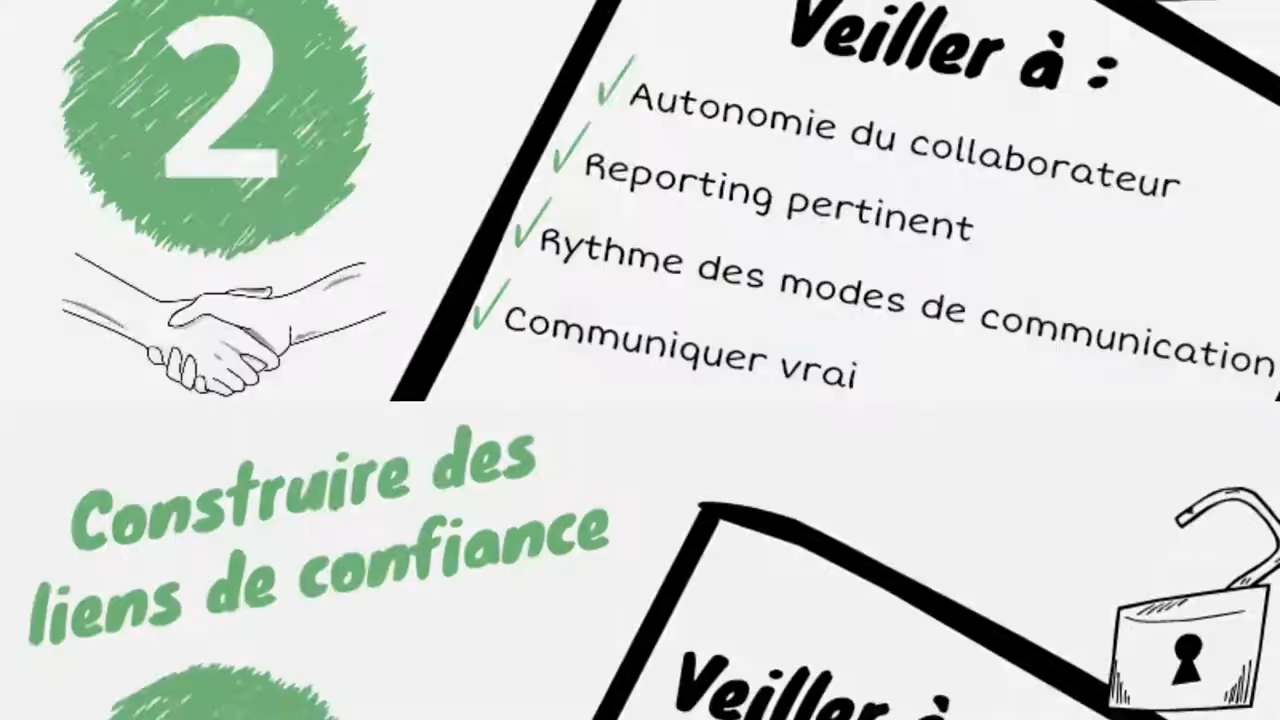 2
Veiller à :
Autonomie du collaborateur
Reporting pertinent
Rythme des modes de communication
Communiquer vrai
Construire des
liens de confiance
Veiller à